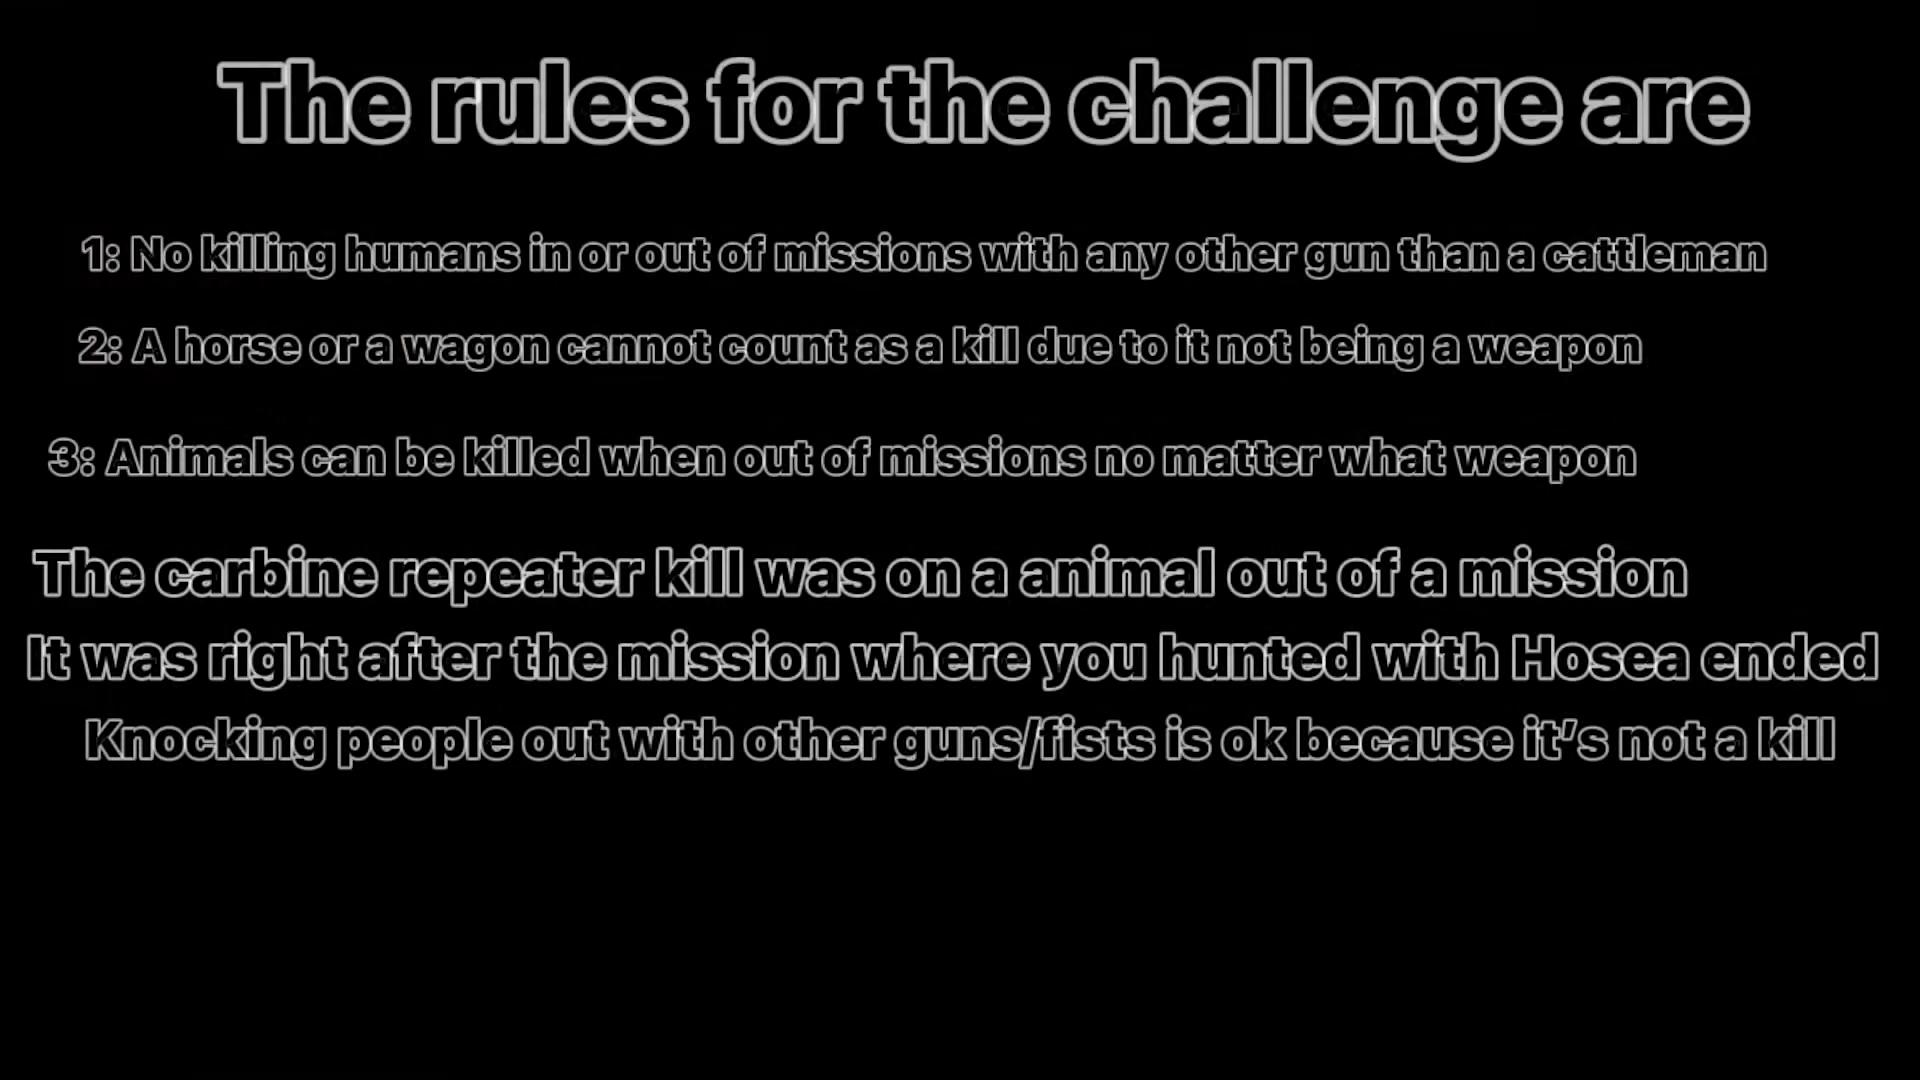 The rules for the challenge are
1: No killing humans in or out of missions with any other gun than a cattleman
2: A horse or a wagon cannot count as a kill due to it not being a weapon
3: Animals can be killed when out of missions no matter what weapon
The carbine repeater kill was on a animal out of a mission
It was right after the mission where you hunted with Hosea ended
Knocking people out with other guns/fists is ok because it's not a kill